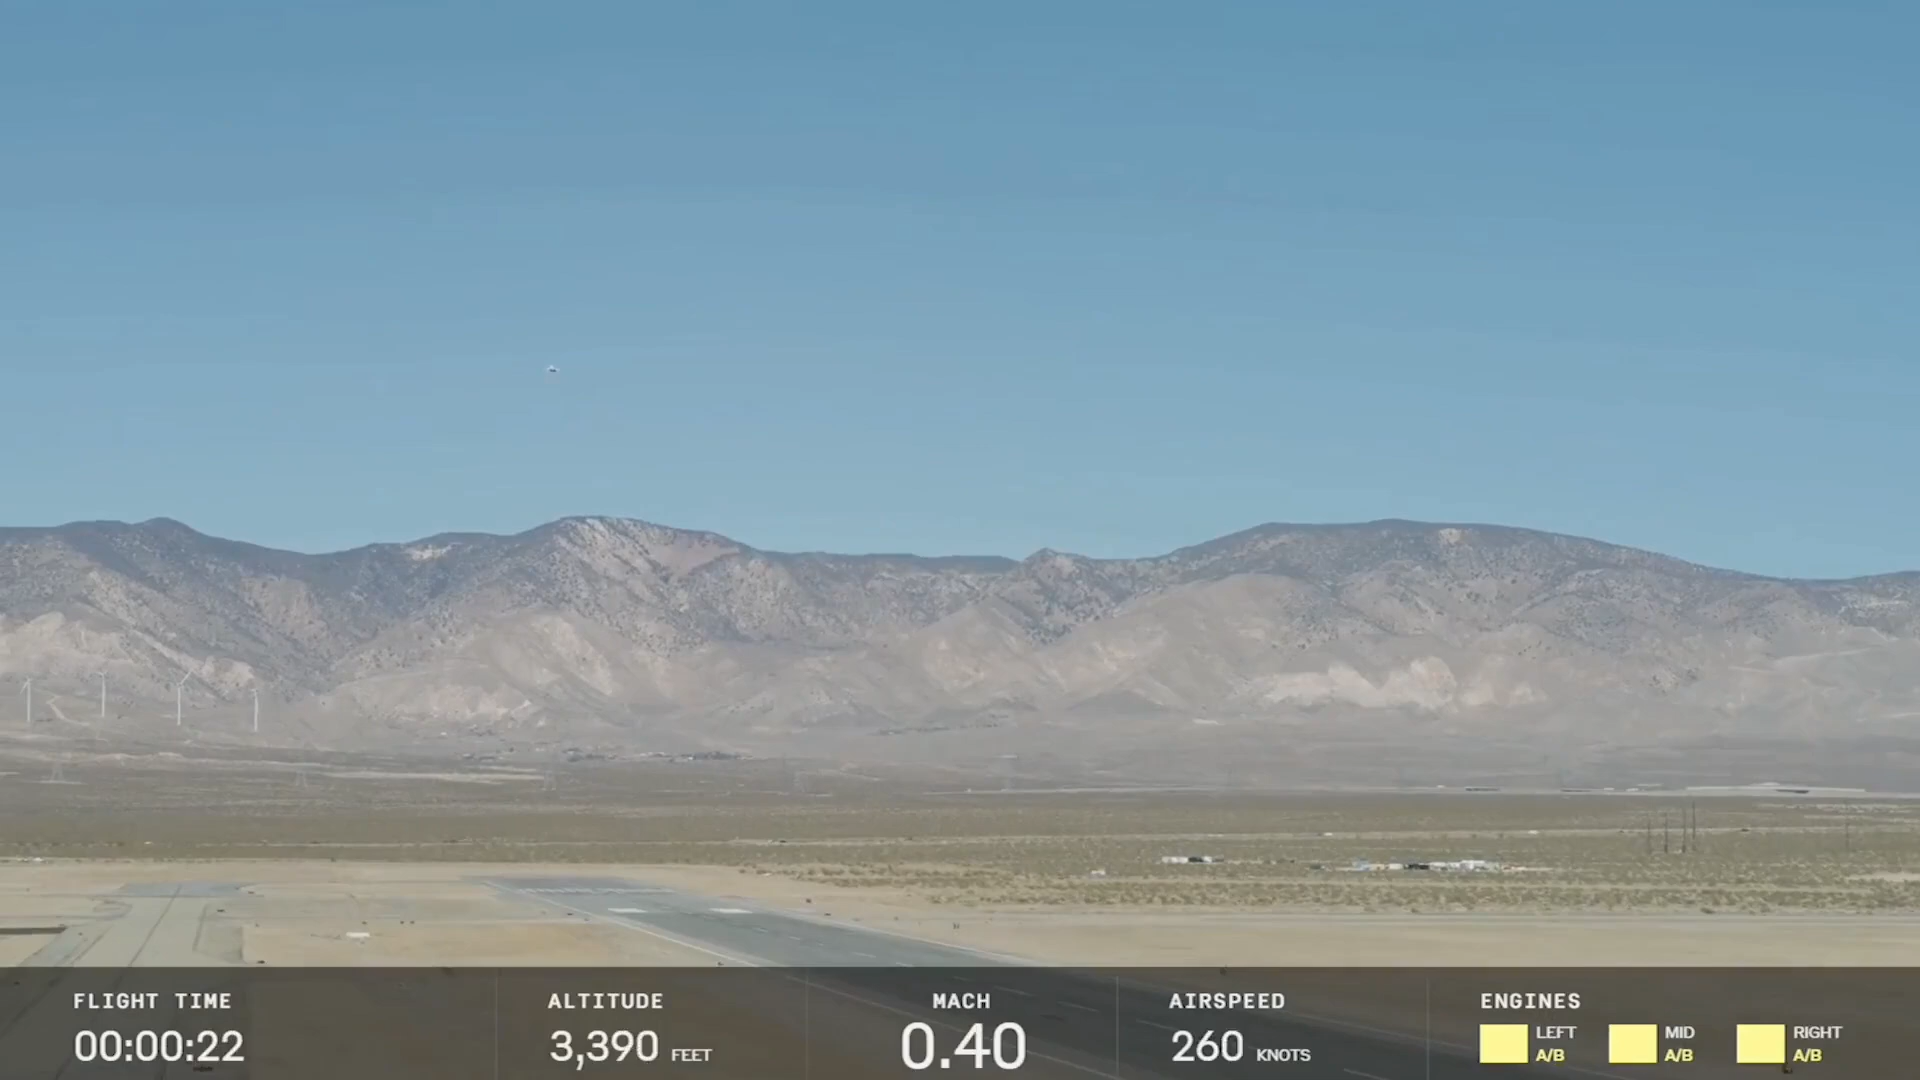 FLIGHT TIME
00:00:22
ALTITUDE
3,390 FEET
MACH
0.40
AIRSPEED
260 KNOTS
ENGINES
LEFT
A/B
MID
A/B
RIGHT
A/B